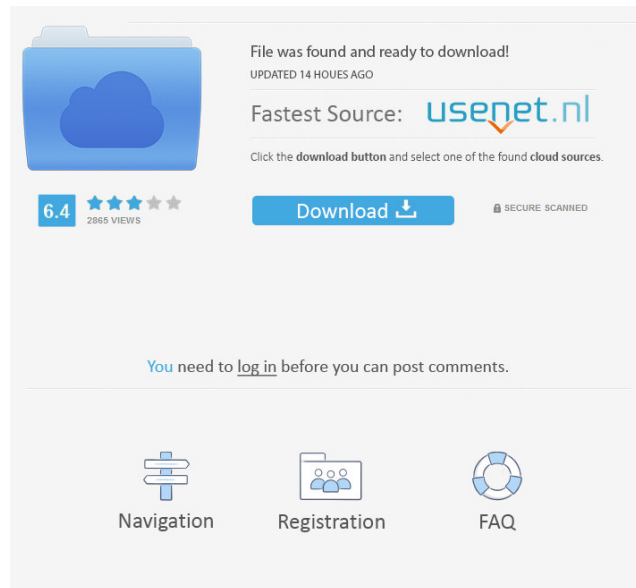 File was found and ready to download!
UPDATED 14 HOUES AGO
Fastest Source: usenet.nl
Click the download button and select one of the found cloud sources.
6.4
2865 VIEWS
Download
SECURE SCANNED
You need to log in before you can post comments.
Navigation
Registration
FAQ